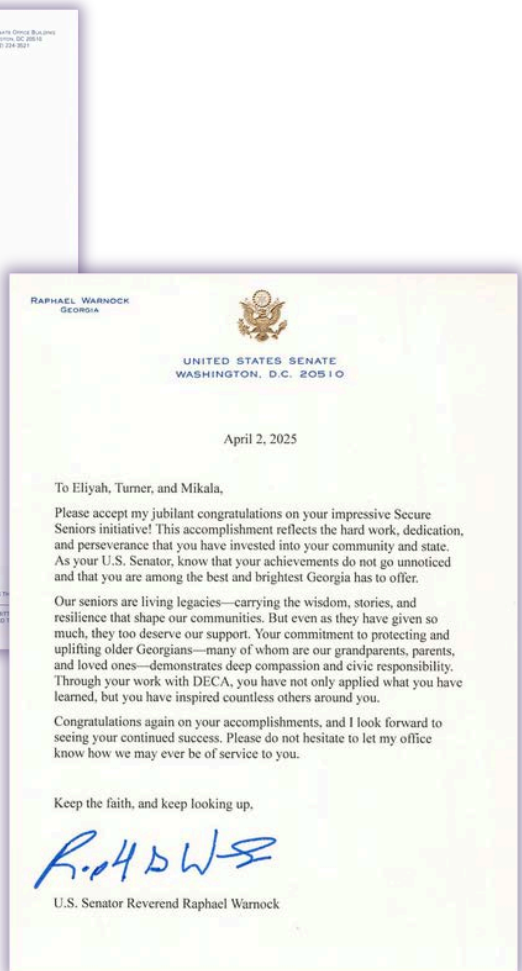 RAPHAEL WARNOCK
GEORGIA
UNITED STATES SENATE
WASHINGTON, D.C. 20510
April 2, 2025
To Eliyah, Turner, and Mikala,
Please accept my jubilant congratulations on your impressive Secure
Seniors initiative! This accomplishment reflects the hard work, dedication,
and perseverance that you have invested into your community and state.
As your U.S. Senator, know that your achievements do not go unnoticed
and that you are among the best and brightest Georgia has to offer.
Our seniors are living legacies—carrying the wisdom, stories, and
resilience that shape our communities. But even as they have given so
much, they too deserve our support. Your commitment to protecting and
uplifting older Georgians—many of whom are our grandparents, parents,
and loved ones—demonstrates deep compassion and civic responsibility.
Through your work with DECA, you have not only applied what you have
learned, but you have inspired countless others around you.
Congratulations again on your accomplishments, and I look forward to
seeing your continued success. Please do not hesitate to let my office
know how we may ever be of service to you.
Keep the faith, and keep looking up,
U.S. Senator Reverend Raphael Warnock